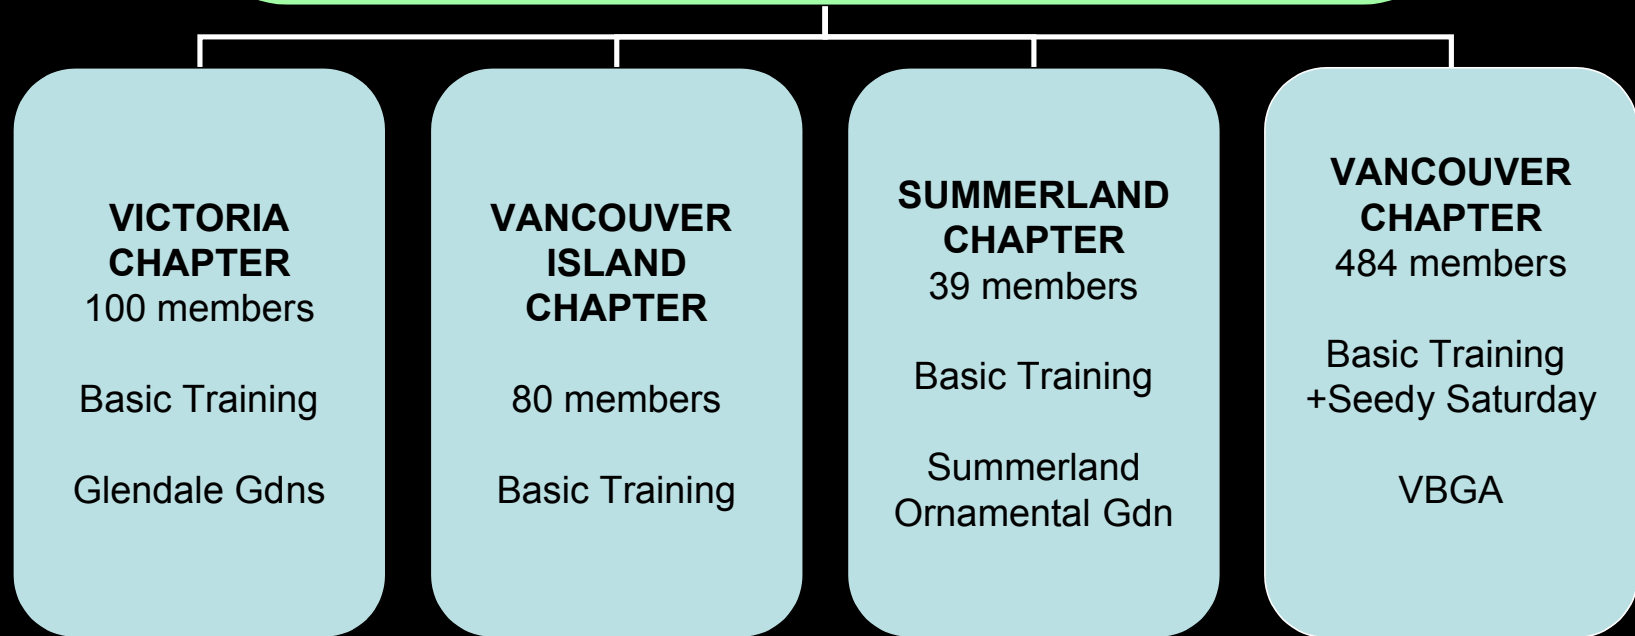 VICTORIA
CHAPTER
100 members
Basic Training
Glendale Gdns
VANCOUVER
ISLAND
CHAPTER
80 members
Basic Training
SUMMERLAND
CHAPTER
39 members
Basic Training
Summerland
Ornamental Gdn
VANCOUVER
CHAPTER
484 members
Basic Training
+Seedy Saturday
VBGA